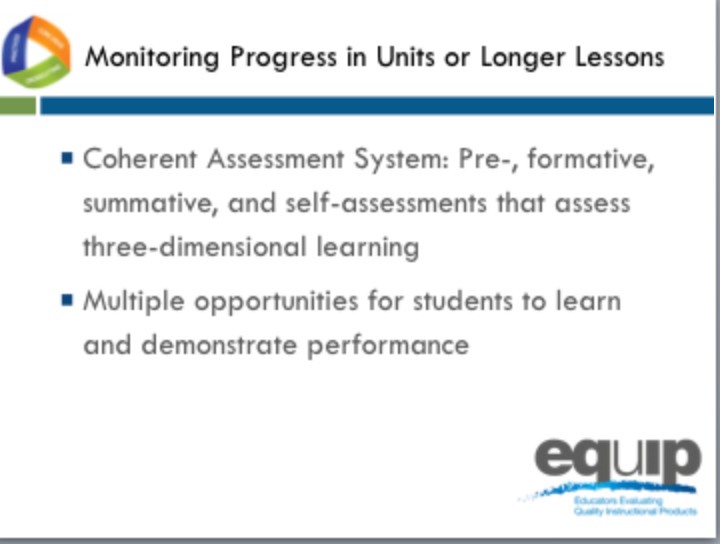 Monitoring Progress in Units or Longer Lessons
Coherent Assessment System: Pre-, formative,
summative, and self-assessments that assess
three-dimensional learning
Multiple opportunities for students to learn
and demonstrate performance
equip
Educators Evaluating
Quality Instructional Products